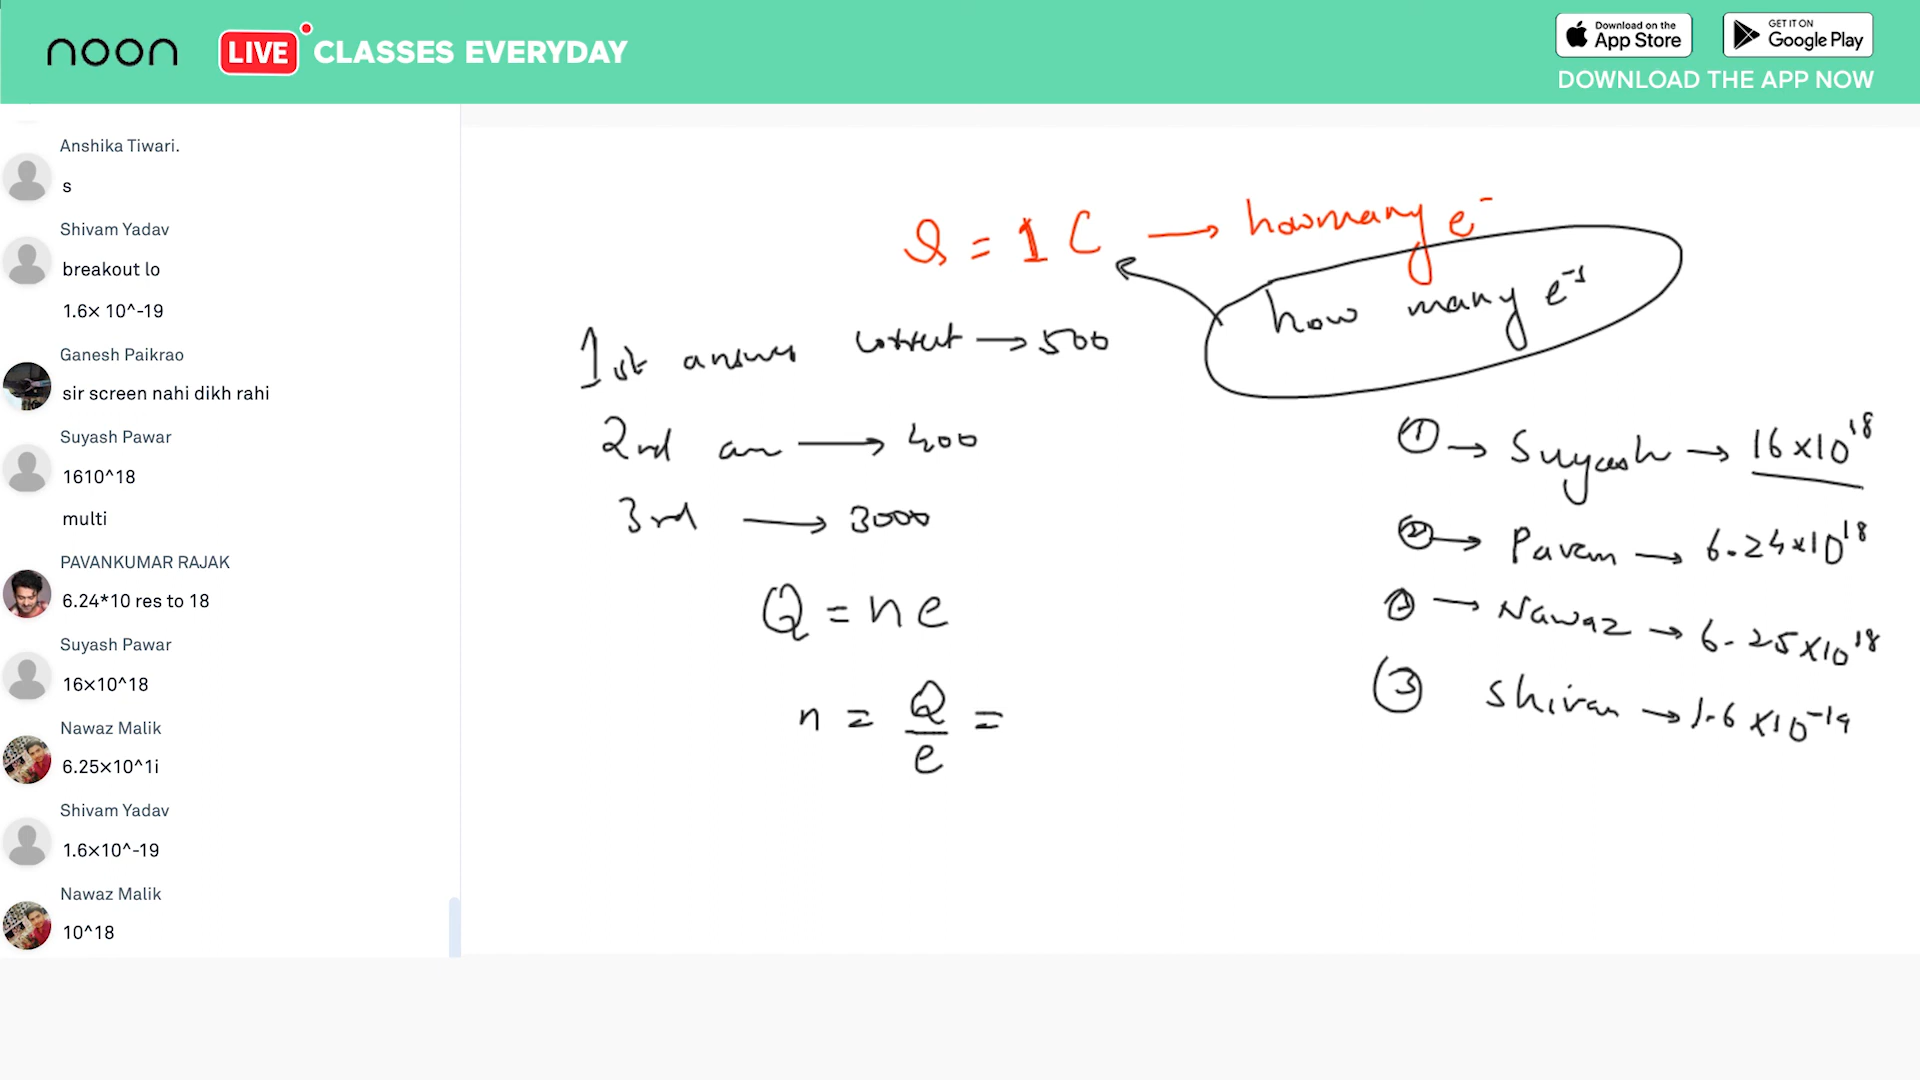 noon LIVE CLASSES EVERYDAY
Download on the App Store
GET IT ON Google Play
DOWNLOAD THE APP NOW
Anshika Tiwari.
s
Shivam Yadav
breakout lo
1.6× 10^-19
Ganesh Paikrao
sir screen nahi dikh rahi
Suyash Pawar
1610^18
multi
PAVANKUMAR RAJAK
6.24*10 res to 18
Suyash Pawar
16×10^18
Nawaz Malik
6.25×10^1i
Shivam Yadav
1.6×10^-19
Nawaz Malik
10^18
= 1 C → howmany e⁻
how many e⁻ˢ
1st answer correct → 500
2nd an → 400
3rd → 3000
Q = ne
n = Q/e =
① → Suyash → 16×10¹⁸
② → Pavan → 6.24×10¹⁸
→ Nawaz → 6.25×10¹⁸
③ Shivam → 1.6×10⁻¹⁹